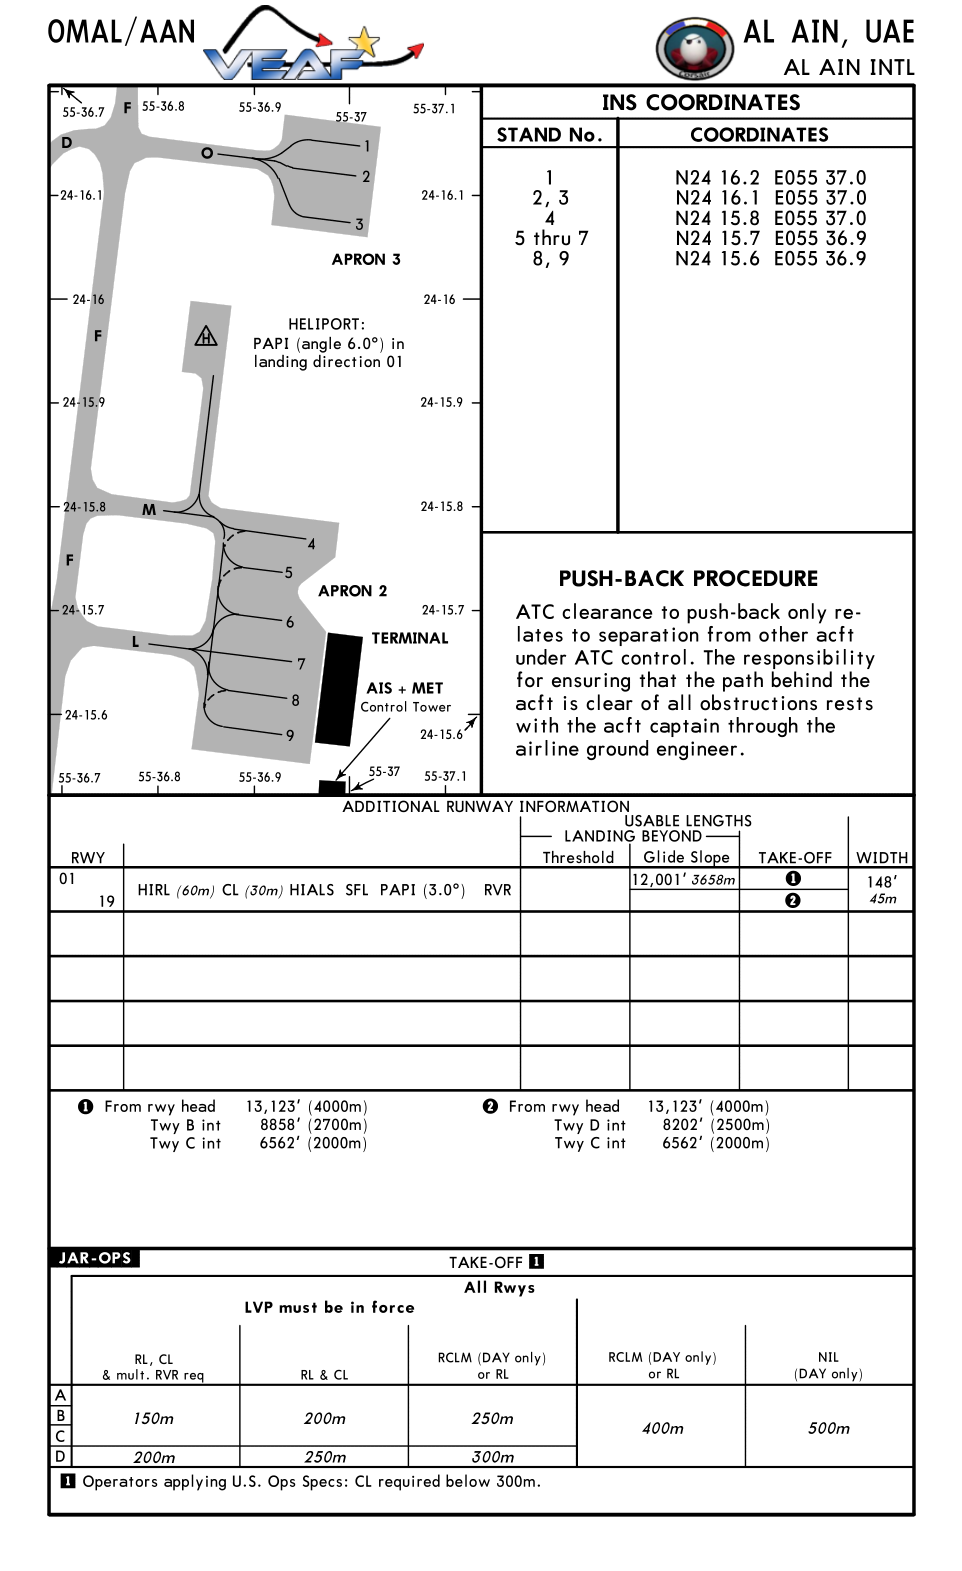 OMAL/AAN
VEAF
Corsair
AL AIN, UAE
AL AIN INTL
55-36.7
F
55-36.8
55-36.9
55-37
55-37.1
D
O
1
2
3
24-16.1
24-16.1
APRON 3
24-16
24-16
HELIPORT:
PAPI (angle 6.0°) in
landing direction 01
H
F
24-15.9
24-15.9
24-15.8
M
24-15.8
4
F
5
APRON 2
24-15.7
24-15.7
6
L
TERMINAL
7
AIS + MET
8
Control Tower
24-15.6
9
24-15.6
55-36.7
55-36.8
55-36.9
55-37
55-37.1
INS COORDINATES
STAND No. COORDINATES
1 N24 16.2 E055 37.0
2, 3 N24 16.1 E055 37.0
4 N24 15.8 E055 37.0
5 thru 7 N24 15.7 E055 36.9
8, 9 N24 15.6 E055 36.9
PUSH-BACK PROCEDURE
ATC clearance to push-back only re-
lates to separation from other acft
under ATC control. The responsibility
for ensuring that the path behind the
acft is clear of all obstructions rests
with the acft captain through the
airline ground engineer.
ADDITIONAL RUNWAY INFORMATION
USABLE LENGTHS
LANDING BEYOND
RWY Threshold Glide Slope TAKE-OFF WIDTH
01 12,001' 3658m 1 148'
HIRL (60m) CL (30m) HIALS SFL PAPI (3.0°) RVR
19 2 45m
1 From rwy head 13,123' (4000m)
Twy B int 8858' (2700m)
Twy C int 6562' (2000m)
2 From rwy head 13,123' (4000m)
Twy D int 8202' (2500m)
Twy C int 6562' (2000m)
JAR-OPS
TAKE-OFF 1
All Rwys
LVP must be in force
RL, CL
& mult. RVR req
RL & CL
RCLM (DAY only)
or RL
RCLM (DAY only)
or RL
NIL
(DAY only)
A
B 150m 200m 250m
C 400m 500m
D 200m 250m 300m
1 Operators applying U.S. Ops Specs: CL required below 300m.